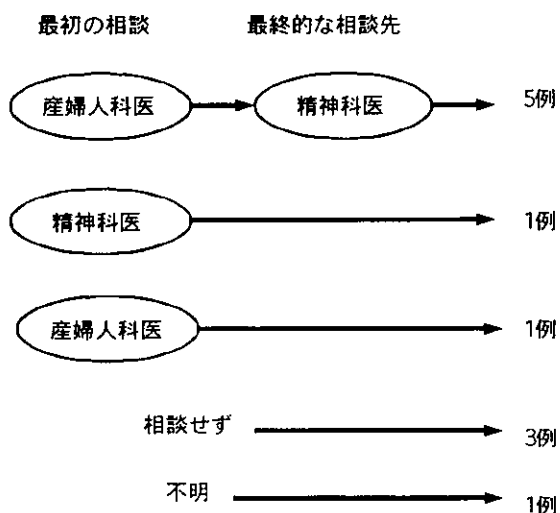 最初の相談 最終的な相談先
産婦人科医 精神科医 5例
精神科医 1例
産婦人科医 1例
相談せず 3例
不明 1例